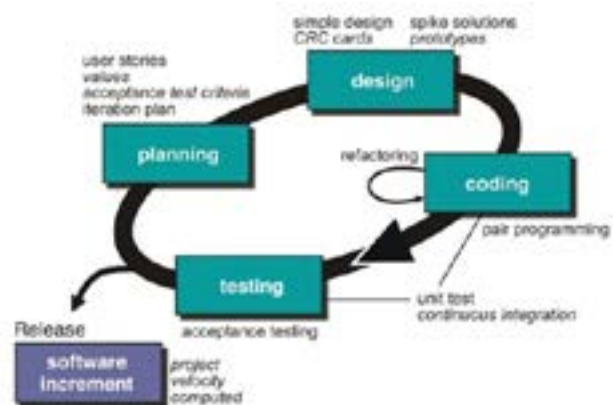 simple design
CRC cards
spike solutions
prototypes
user stories
values
acceptance test criteria
iteration plan
design
planning
refactoring
coding
pair programming
testing
unit test
continuous integration
acceptance testing
Release
software
increment
project
velocity
computed